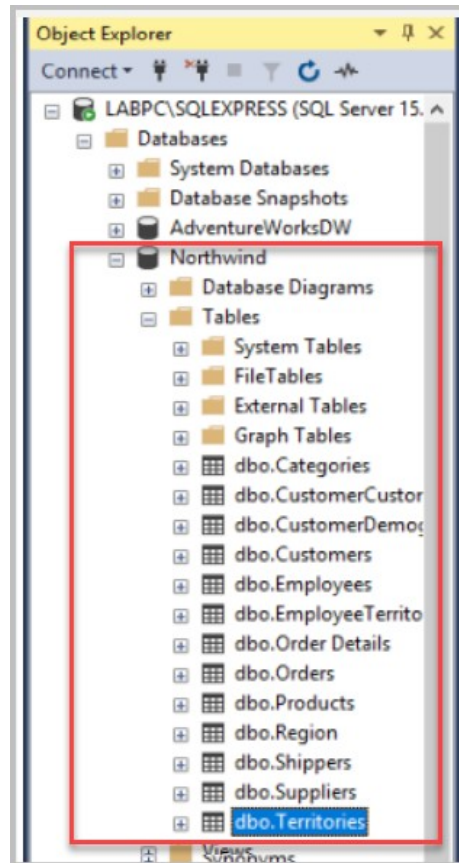 Object Explorer
Connect
LABPC\SQLEXPRESS (SQL Server 15.
Databases
System Databases
Database Snapshots
AdventureWorksDW
Northwind
Database Diagrams
Tables
System Tables
FileTables
External Tables
Graph Tables
dbo.Categories
dbo.CustomerCustor
dbo.CustomerDemog
dbo.Customers
dbo.Employees
dbo.EmployeeTerrito
dbo.Order Details
dbo.Orders
dbo.Products
dbo.Region
dbo.Shippers
dbo.Suppliers
dbo.Territories
Views
Synonyms